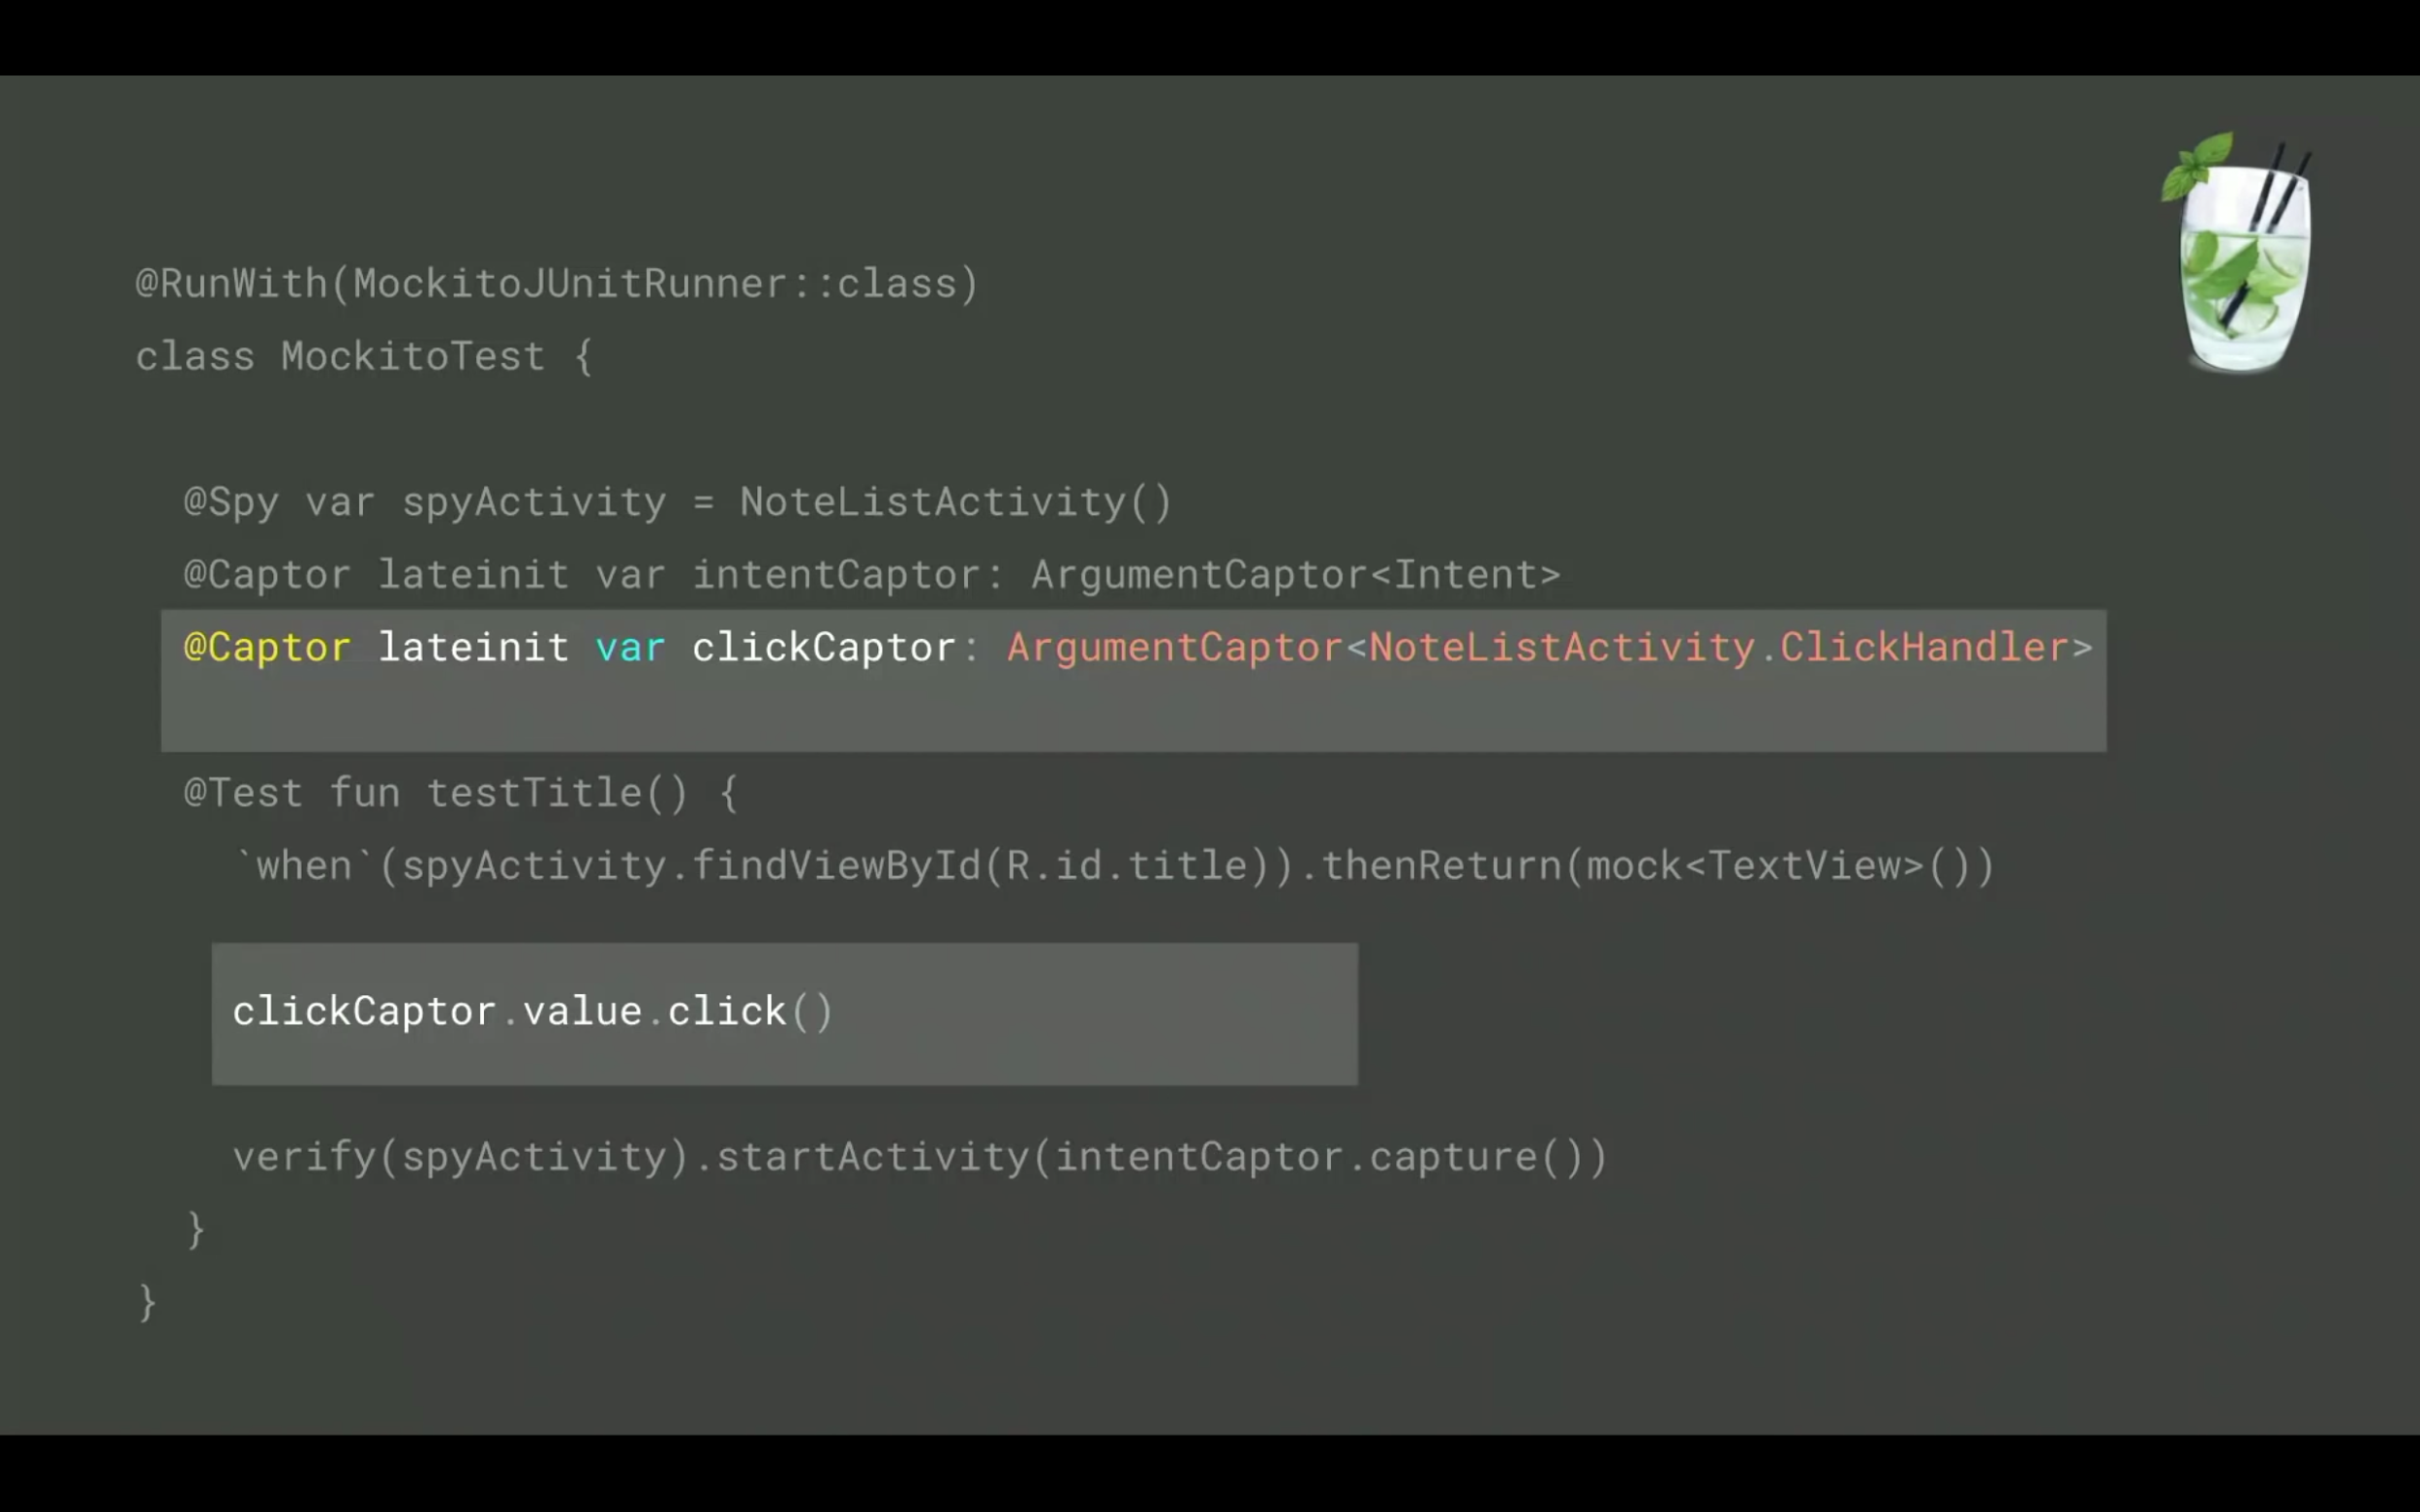 @RunWith(MockitoJUnitRunner::class)
class MockitoTest {
@Spy var spyActivity = NoteListActivity()
@Captor lateinit var intentCaptor: ArgumentCaptor<Intent>
@Captor lateinit var clickCaptor: ArgumentCaptor<NoteListActivity.ClickHandler>
@Test fun testTitle() {
`when`(spyActivity.findViewById(R.id.title)).thenReturn(mock<TextView>())
clickCaptor.value.click()
verify(spyActivity).startActivity(intentCaptor.capture())
}
}